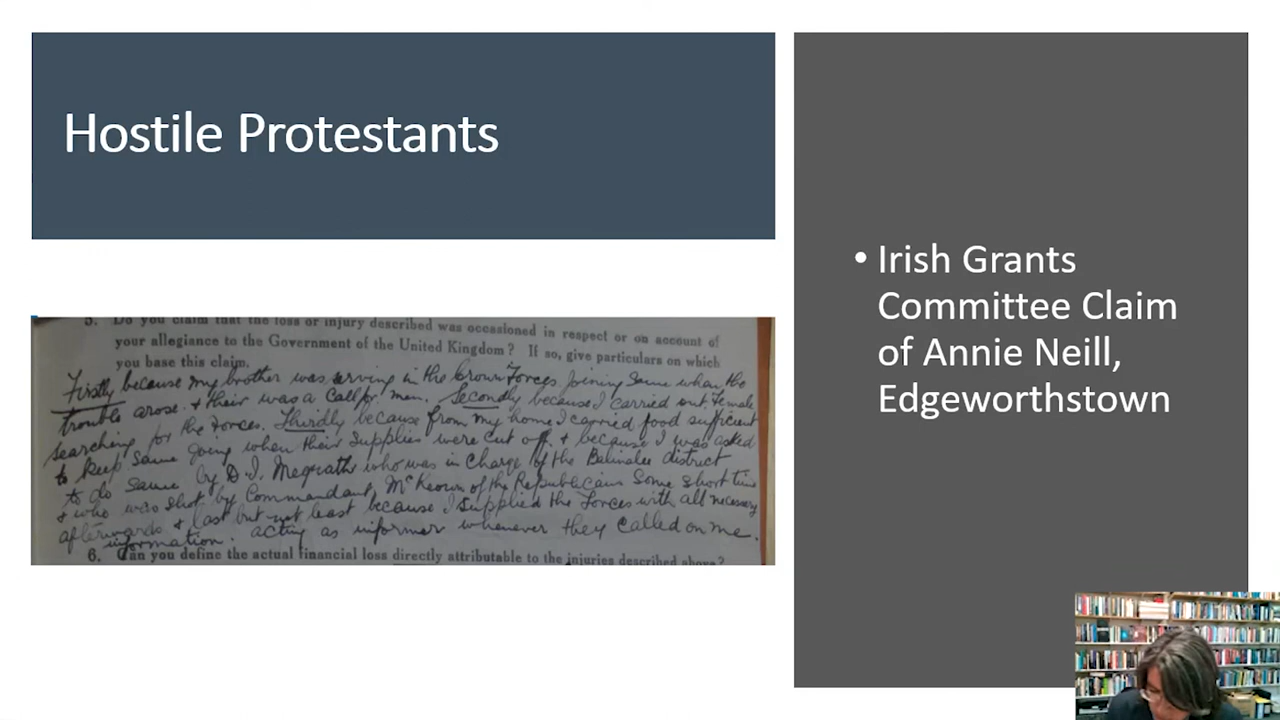 Hostile Protestants
5. Do you claim that the loss or injury described was occasioned in respect or on account of
your allegiance to the Government of the United Kingdom? If so, give particulars on which
you base this claim.
Firstly because my brother was serving in the Crown Forces joining same when the
trouble arose. & their was a call for men. Secondly because I carried out Female
searching for the Forces. Thirdly because from my home I carried food sufficient
to keep same going when their supplies were cut off. & because I was asked
to do same by D.I. Megrath who was in charge of the Balinalee district
& who was shot by Commandant McKeown of the Republicans some short time
afterwards & last but not least because I supplied the Forces with all necessary
information. acting as informer whenever they called on me.
6. Can you define the actual financial loss directly attributable to the injuries described above?
• Irish Grants
Committee Claim
of Annie Neill,
Edgeworthstown